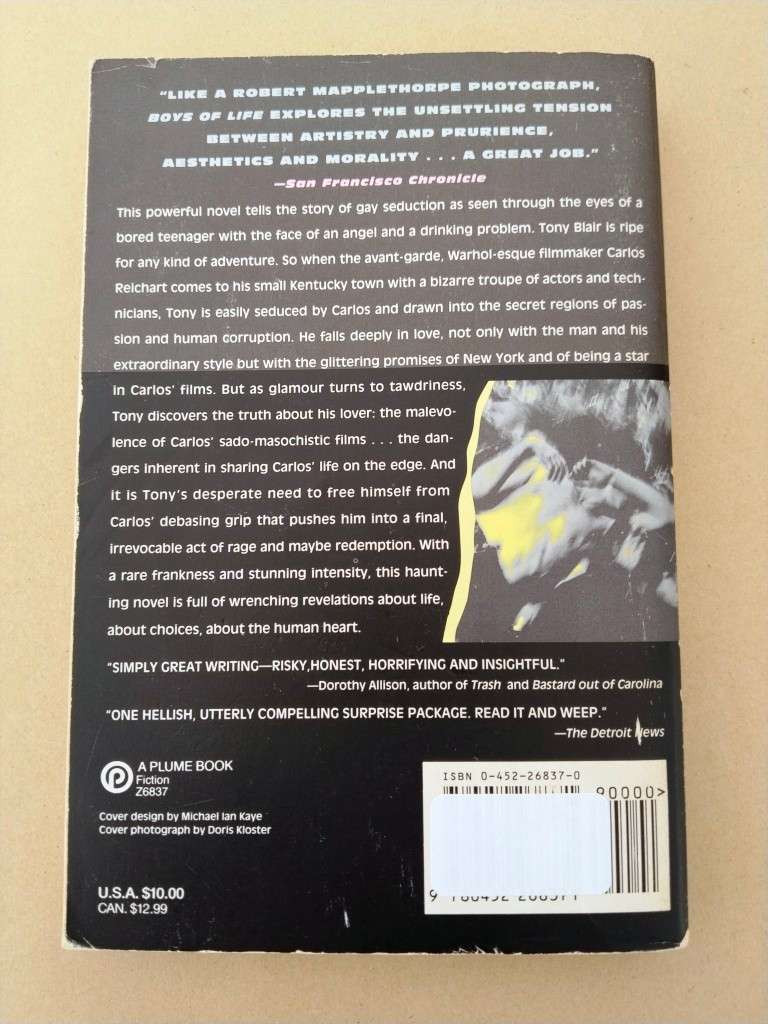 "LIKE A ROBERT MAPPLETHORPE PHOTOGRAPH,
BOYS OF LIFE EXPLORES THE UNSETTLING TENSION
BETWEEN ARTISTRY AND PRURIENCE,
AESTHETICS AND MORALITY . . . A GREAT JOB."
—San Francisco Chronicle
This powerful novel tells the story of gay seduction as seen through the eyes of a
bored teenager with the face of an angel and a drinking problem. Tony Blair is ripe
for any kind of adventure. So when the avant-garde, Warhol-esque filmmaker Carlos
Reichart comes to his small Kentucky town with a bizarre troupe of actors and tech-
nicians, Tony is easily seduced by Carlos and drawn into the secret regions of pas-
sion and human corruption. He falls deeply in love, not only with the man and his
extraordinary style but with the glittering promises of New York and of being a star
in Carlos' films. But as glamour turns to tawdriness,
Tony discovers the truth about his lover: the malevo-
lence of Carlos' sado-masochistic films . . . the dan-
gers inherent in sharing Carlos' life on the edge. And
it is Tony's desperate need to free himself from
Carlos' debasing grip that pushes him into a final,
irrevocable act of rage and maybe redemption. With
a rare frankness and stunning intensity, this haunt-
ing novel is full of wrenching revelations about life,
about choices, about the human heart.
"SIMPLY GREAT WRITING—RISKY,HONEST, HORRIFYING AND INSIGHTFUL."
—Dorothy Allison, author of Trash and Bastard out of Carolina
"ONE HELLISH, UTTERLY COMPELLING SURPRISE PACKAGE. READ IT AND WEEP."
—The Detroit News
A PLUME BOOK
Fiction
Z6837
Cover design by Michael Ian Kaye
Cover photograph by Doris Kloster
U.S.A. $10.00
CAN. $12.99
ISBN 0-452-26837-0
90000>